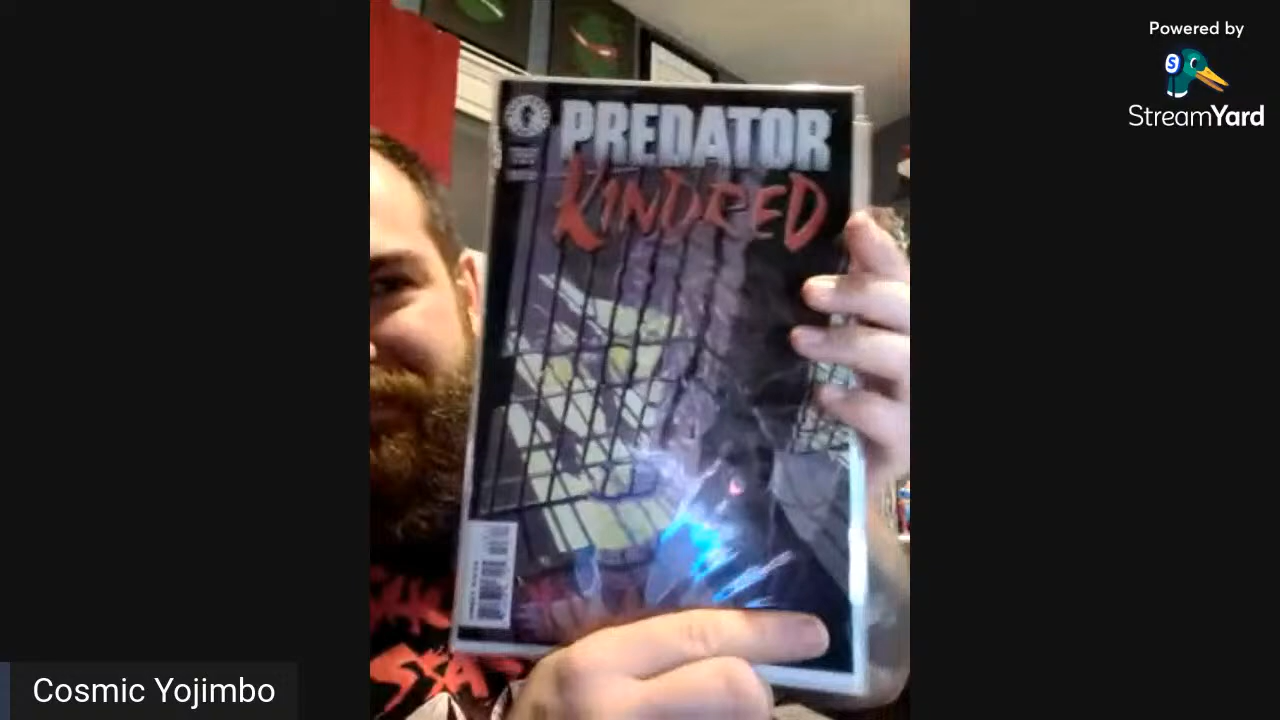 Powered by
StreamYard
PREDATOR
KINDRED
Cosmic Yojimbo